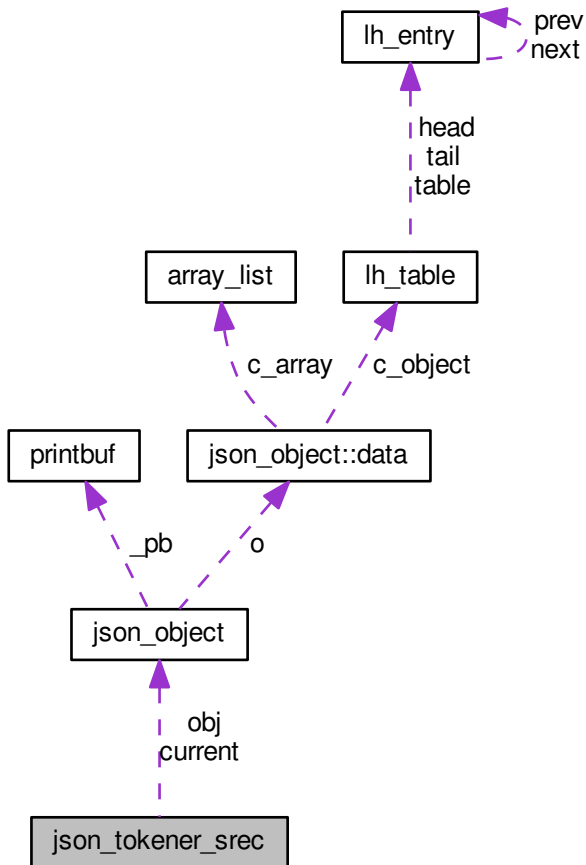 lh_entry
prev
next
head
tail
table
array_list
lh_table
c_array
c_object
printbuf
json_object::data
_pb
o
json_object
obj
current
json_tokener_srec